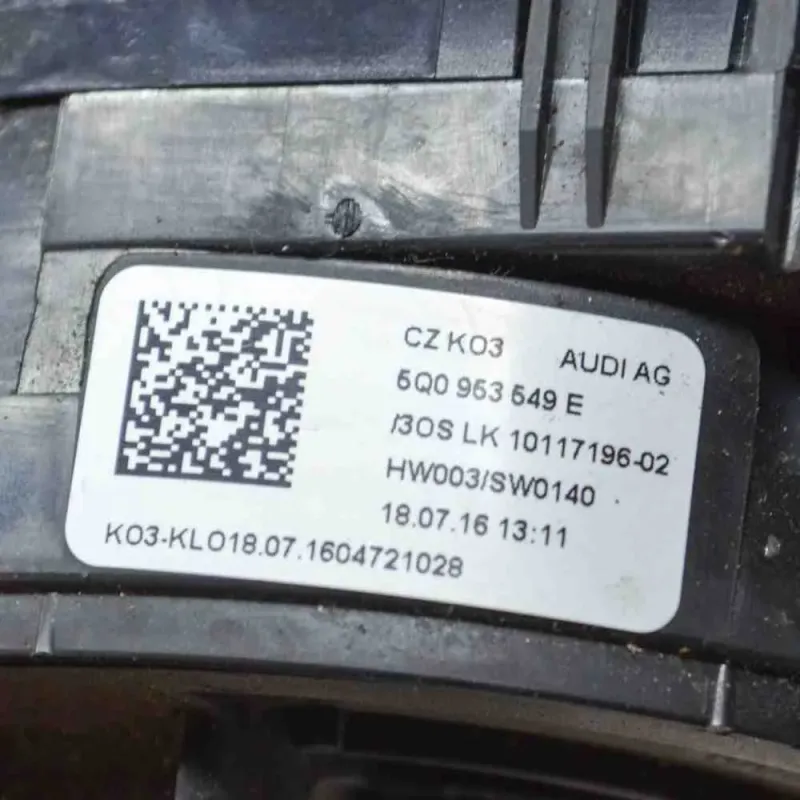 CZ K03 AUDI AG
5Q0 953 549 E
/3OS LK 10117196-02
HW003/SW0140
18.07.16 13:11
K03-KLO18.07.1604721028